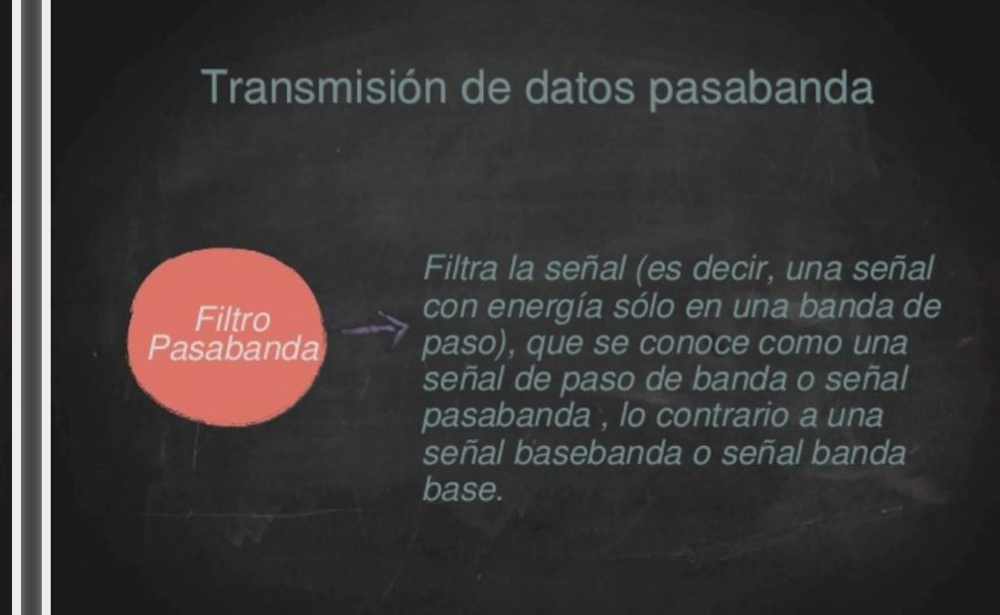 Transmisión de datos pasabanda
Filtro
Pasabanda
Filtra la señal (es decir, una señal
con energía sólo en una banda de
paso), que se conoce como una
señal de paso de banda o señal
pasabanda , lo contrario a una
señal basebanda o señal banda
base.